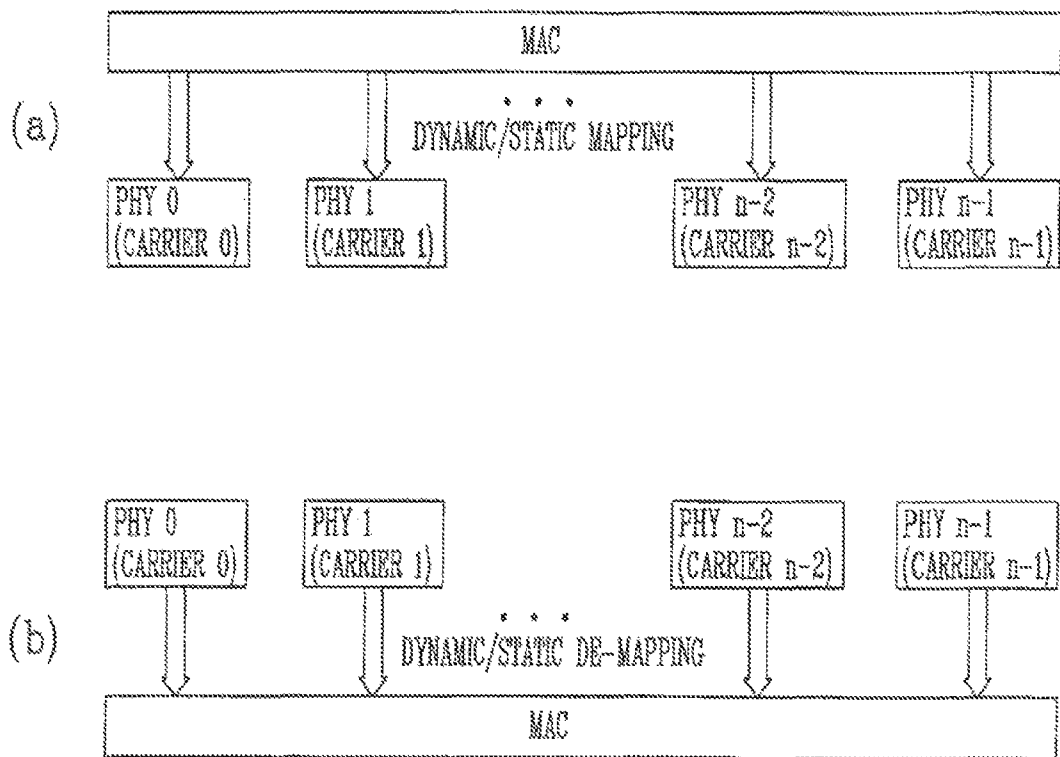 MAC
(a)
DYNAMIC/STATIC MAPPING
PHY 0
(CARRIER 0)
PHY 1
(CARRIER 1)
PHY n-2
(CARRIER n-2)
PHY n-1
(CARRIER n-1)
PHY 0
(CARRIER 0)
PHY 1
(CARRIER 1)
PHY n-2
(CARRIER n-2)
PHY n-1
(CARRIER n-1)
(b)
DYNAMIC/STATIC DE-MAPPING
MAC